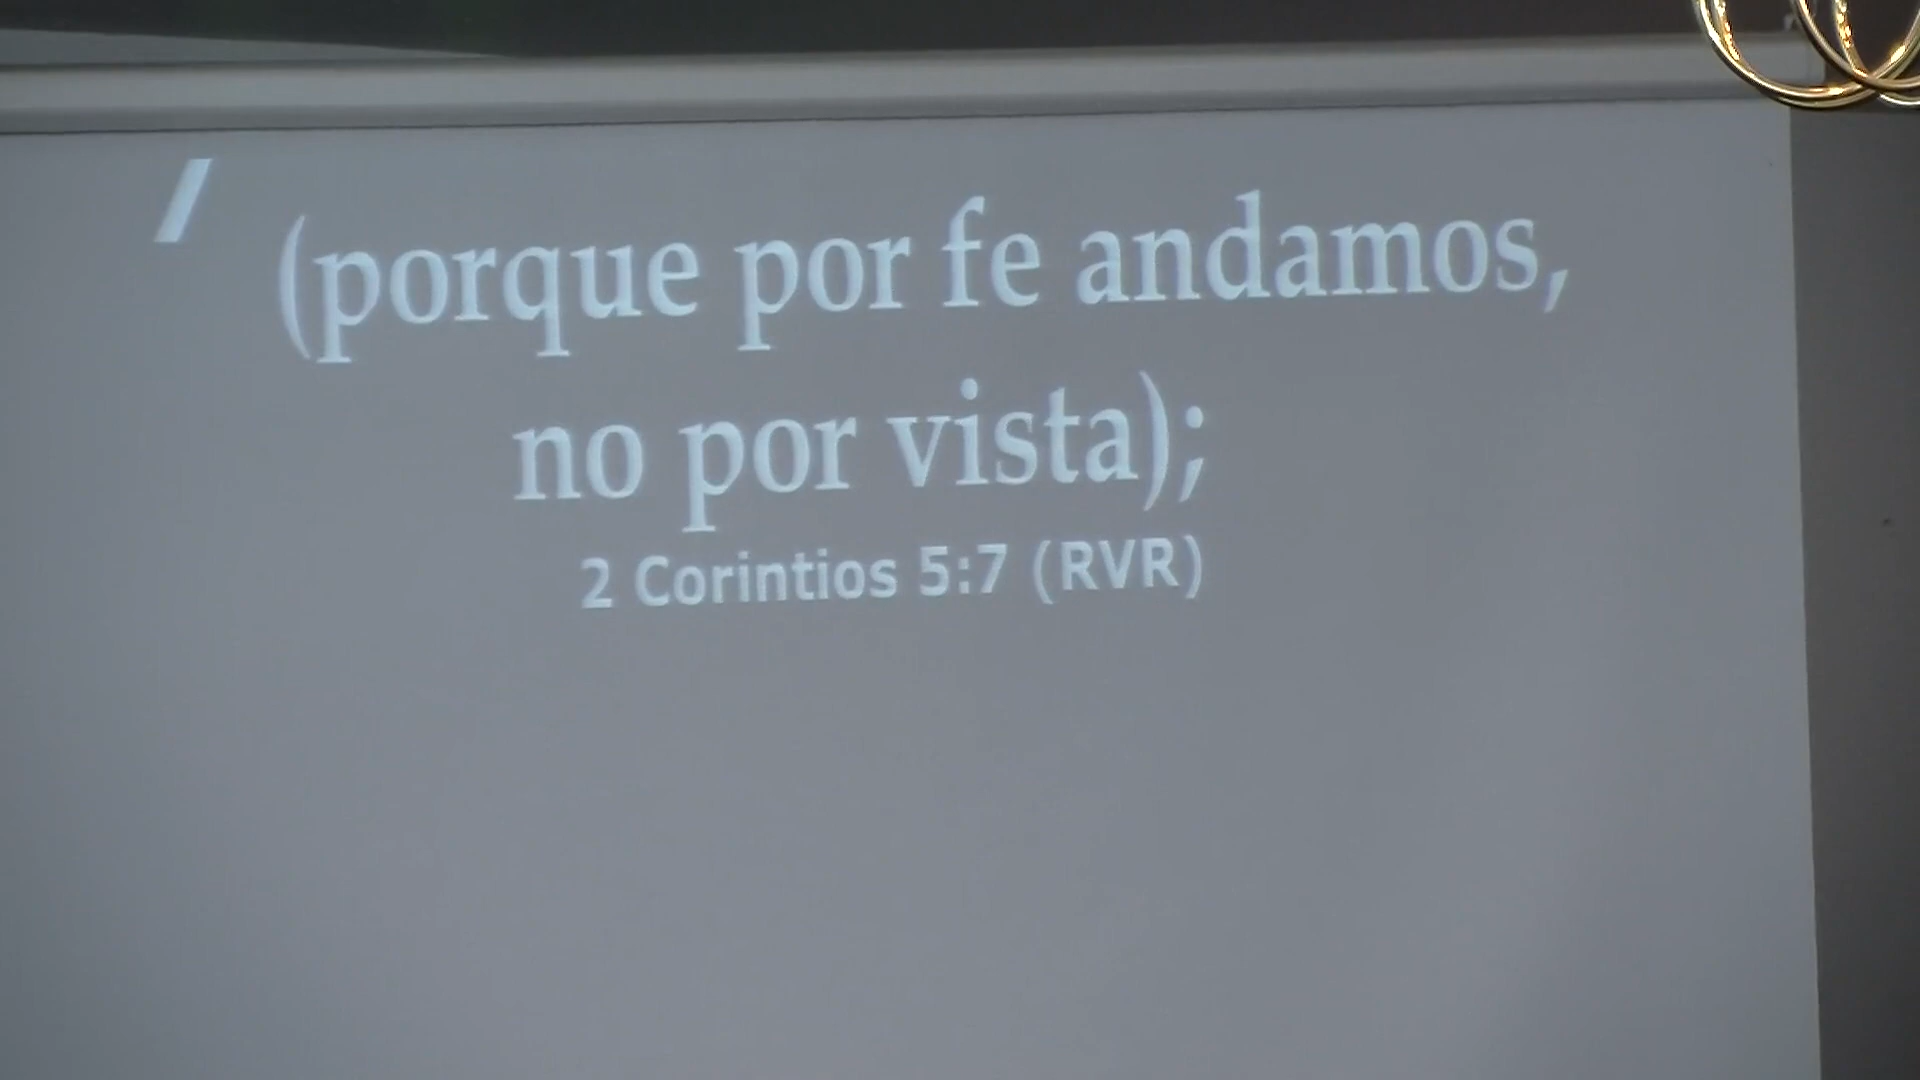 (porque por fe andamos,
no por vista);
2 Corintios 5:7 (RVR)